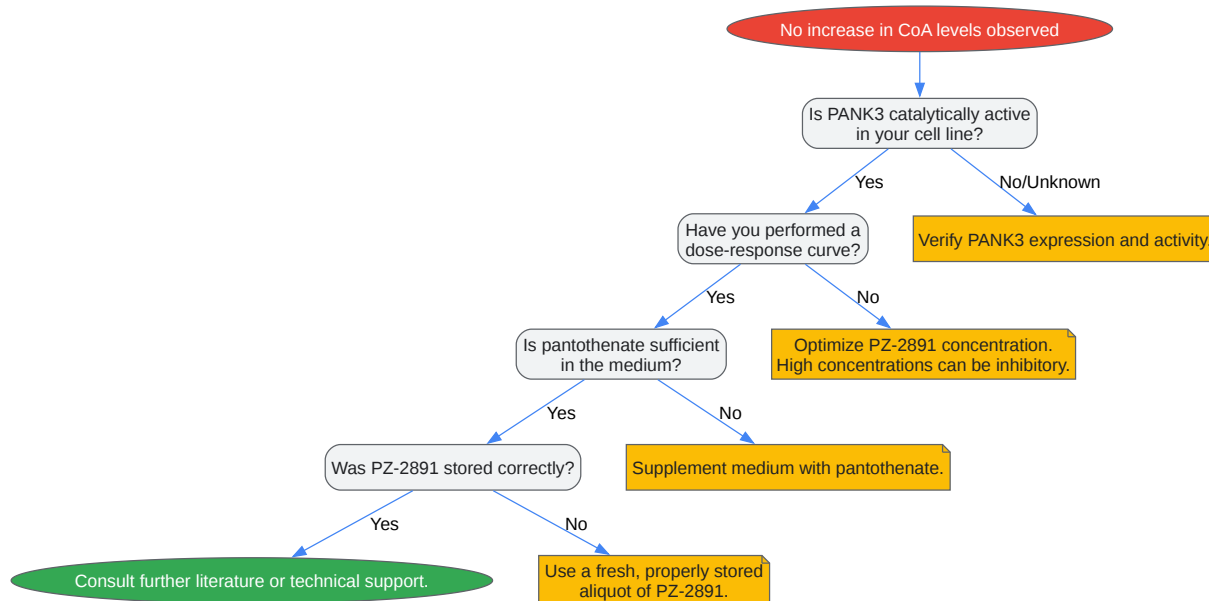 No increase in CoA levels observed
Is PANK3 catalytically active
in your cell line?
Yes
No/Unknown
Have you performed a
dose-response curve?
Verify PANK3 expression and activity.
Yes
No
Is pantothenate sufficient
in the medium?
Optimize PZ-2891 concentration.
High concentrations can be inhibitory.
Yes
No
Was PZ-2891 stored correctly?
Supplement medium with pantothenate.
Yes
No
Consult further literature or technical support.
Use a fresh, properly stored
aliquot of PZ-2891.